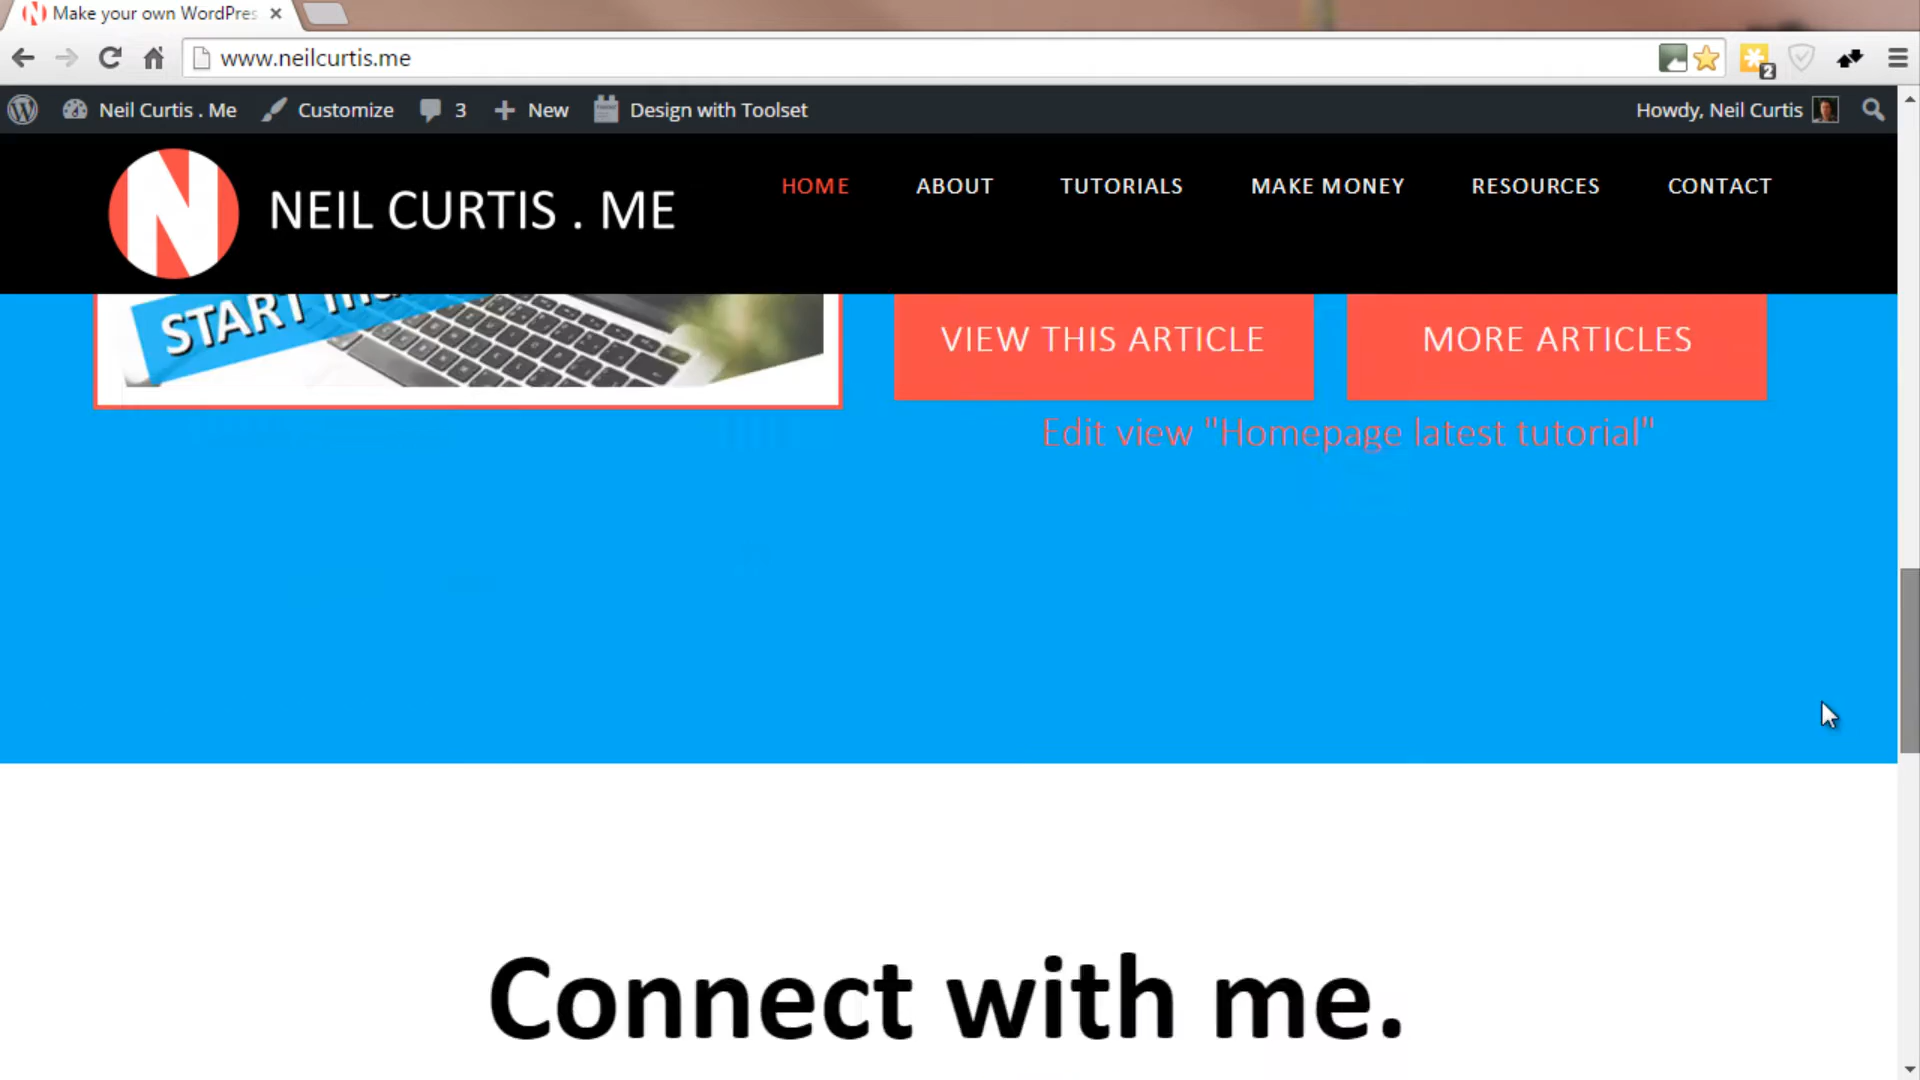 Make your own WordPres
www.neilcurtis.me
2
Neil Curtis . Me Customize 3 New Design with Toolset Howdy, Neil Curtis
N NEIL CURTIS . ME HOME ABOUT TUTORIALS MAKE MONEY RESOURCES CONTACT
START
VIEW THIS ARTICLE MORE ARTICLES
Edit view "Homepage latest tutorial"
Connect with me.